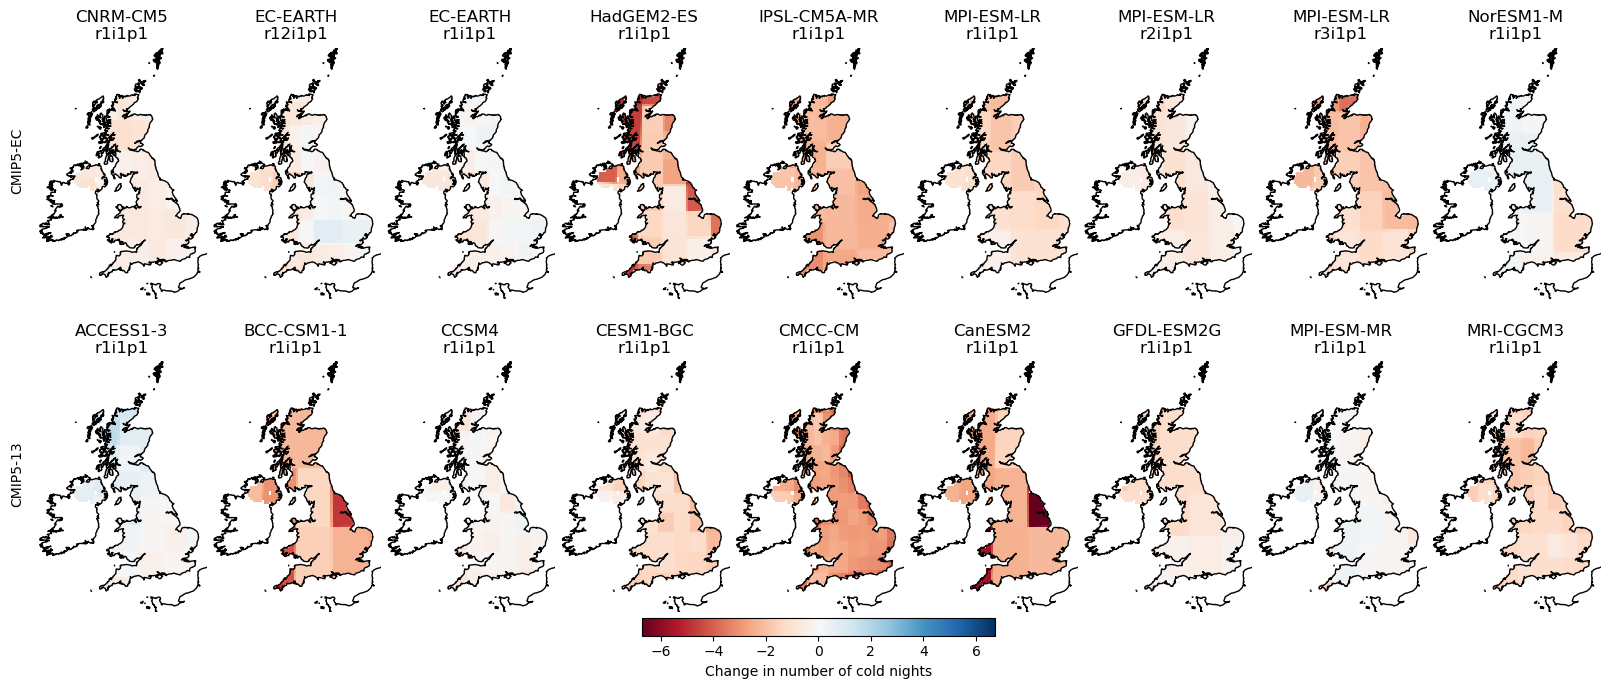 CNRM-CM5
r1i1p1
EC-EARTH
r12i1p1
EC-EARTH
r1i1p1
HadGEM2-ES
r1i1p1
IPSL-CM5A-MR
r1i1p1
MPI-ESM-LR
r1i1p1
MPI-ESM-LR
r2i1p1
MPI-ESM-LR
r3i1p1
NorESM1-M
r1i1p1
CMIP5-EC
ACCESS1-3
r1i1p1
BCC-CSM1-1
r1i1p1
CCSM4
r1i1p1
CESM1-BGC
r1i1p1
CMCC-CM
r1i1p1
CanESM2
r1i1p1
GFDL-ESM2G
r1i1p1
MPI-ESM-MR
r1i1p1
MRI-CGCM3
r1i1p1
CMIP5-13
−6 −4 −2 0 2 4 6
Change in number of cold nights